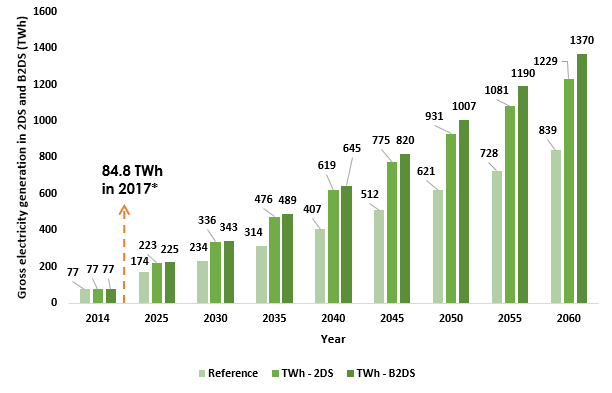 Gross electricity generation in 2DS and B2DS (TWh)
1600
1400
1200
1000
800
600
400
200
0
84.8 TWh
in 2017*
77 77 77
174 223 225
234 336 343
314 476 489
407 619 645
512 775 820
621 931 1007
728 1081 1190
839 1229 1370
2014 2025 2030 2035 2040 2045 2050 2055 2060
Year
Reference TWh - 2DS TWh - B2DS